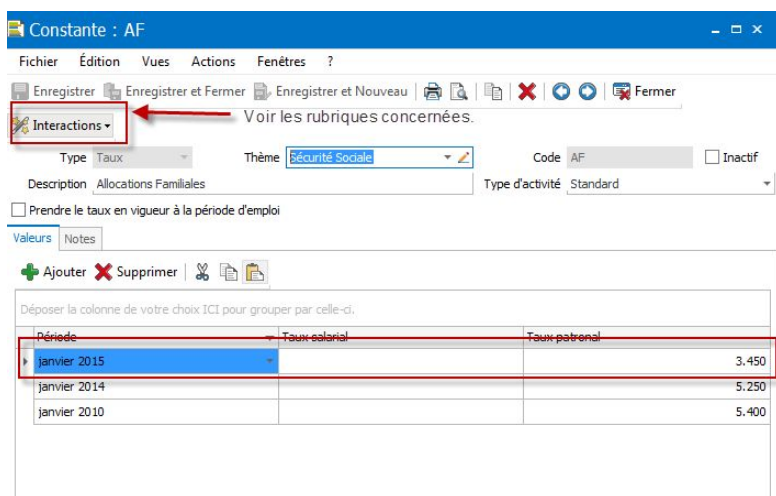 Constante : AF
Fichier Édition Vues Actions Fenêtres ?
Enregistrer Enregistrer et Fermer Enregistrer et Nouveau Fermer
Interactions Voir les rubriques concernées.
Type Taux Thème Sécurité Sociale Code AF Inactif
Description Allocations Familiales Type d'activité Standard
Prendre le taux en vigueur à la période d'emploi
Valeurs Notes
Ajouter Supprimer
Déposer la colonne de votre choix ICI pour grouper par celle-ci.
Période Taux salarial Taux patronal
janvier 2015 3.450
janvier 2014 5.250
janvier 2010 5.400